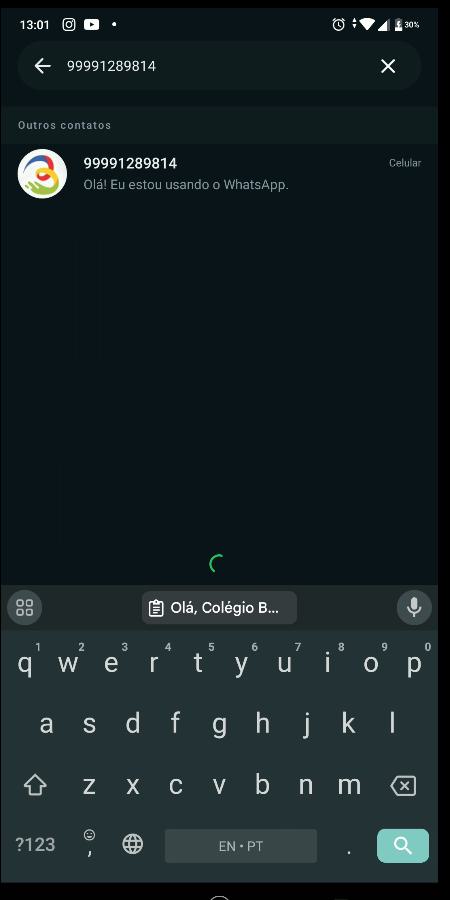 13:01
30%
99991289814
Outros contatos
99991289814
Celular
Olá! Eu estou usando o WhatsApp.
Olá, Colégio B...
1 2 3 4 5 6 7 8 9 0
q w e r t y u i o p
a s d f g h j k l
z x c v b n m
?123 , EN • PT .